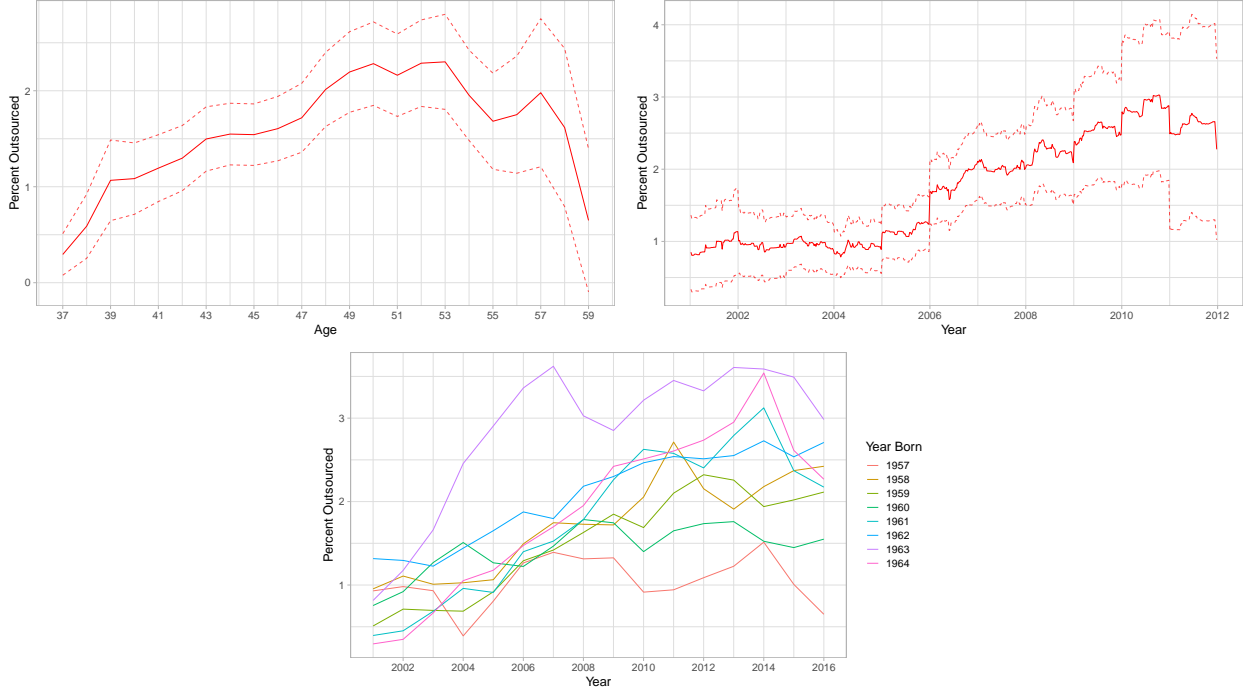 Percent Outsourced
2
1
0
37 39 41 43 45 47 49 51 53 55 57 59
Age
Percent Outsourced
4
3
2
1
2002 2004 2006 2008 2010 2012
Year
Percent Outsourced
3
2
1
2002 2004 2006 2008 2010 2012 2014 2016
Year
Year Born
1957
1958
1959
1960
1961
1962
1963
1964